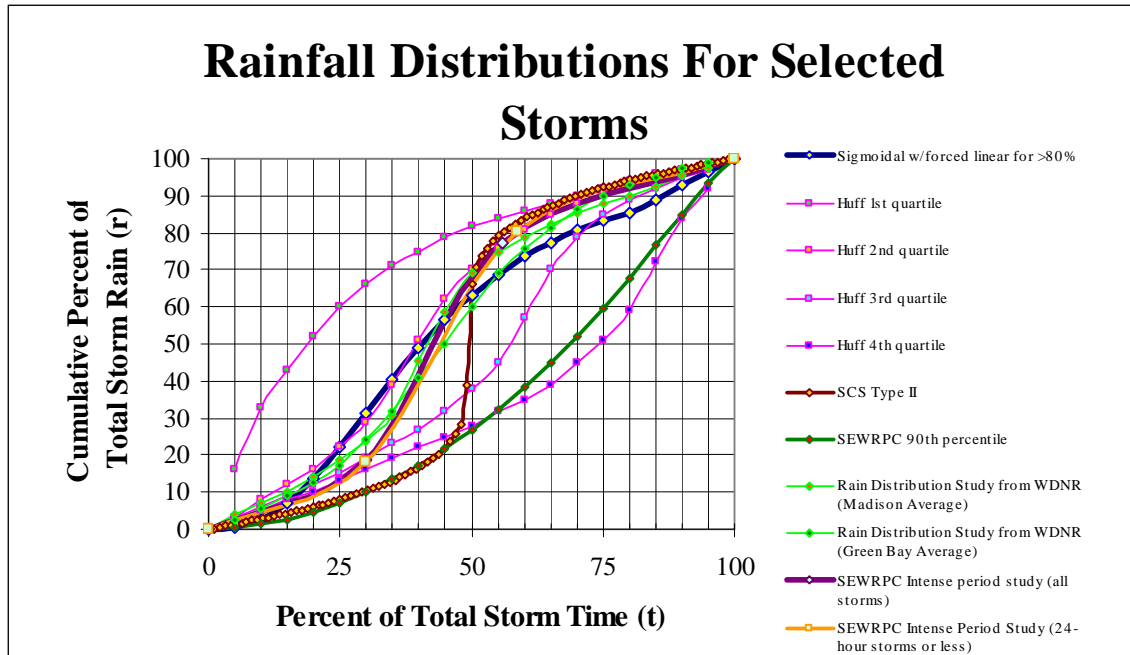 Rainfall Distributions For Selected
Storms
Cumulative Percent of
Total Storm Rain (r)
100
90
80
70
60
50
40
30
20
10
0
0
25
50
75
100
Percent of Total Storm Time (t)
Sigmoidal w/forced linear for >80%
Huff 1st quartile
Huff 2nd quartile
Huff 3rd quartile
Huff 4th quartile
SCS Type II
SEWRPC 90th percentile
Rain Distribution Study from WDNR
(Madison Average)
Rain Distribution Study from WDNR
(Green Bay Average)
SEWRPC Intense period study (all
storms)
SEWRPC Intense Period Study (24-
hour storms or less)